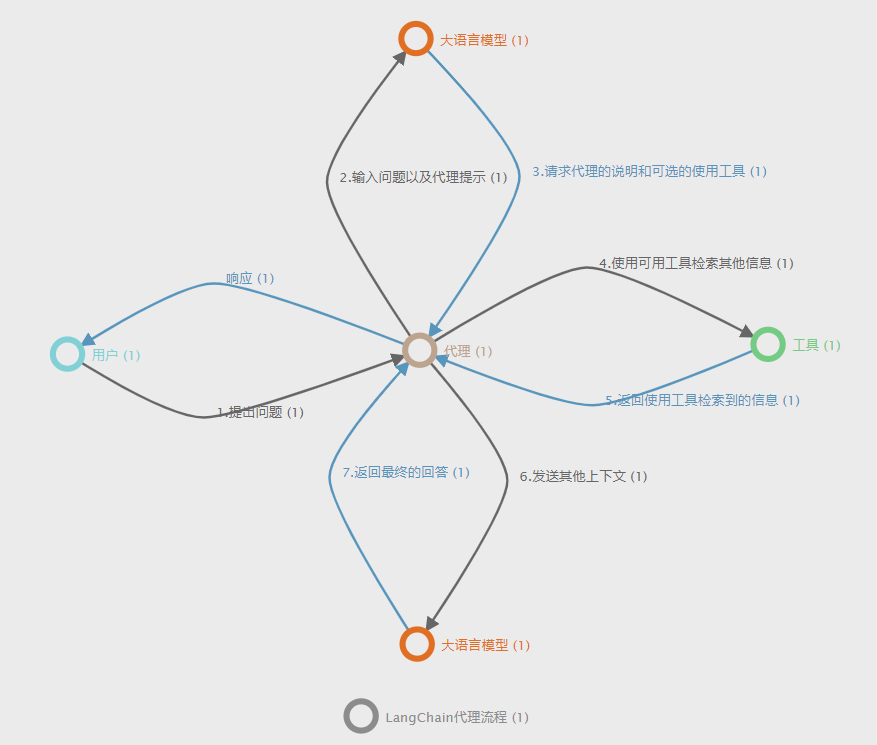 大语言模型 (1)
2.输入问题以及代理提示 (1)
3.请求代理的说明和可选的使用工具 (1)
4.使用可用工具检索其他信息 (1)
响应 (1)
用户 (1)
代理 (1)
工具 (1)
1.提出问题 (1)
5.返回使用工具检索到的信息 (1)
7.返回最终的回答 (1)
6.发送其他上下文 (1)
大语言模型 (1)
LangChain代理流程 (1)